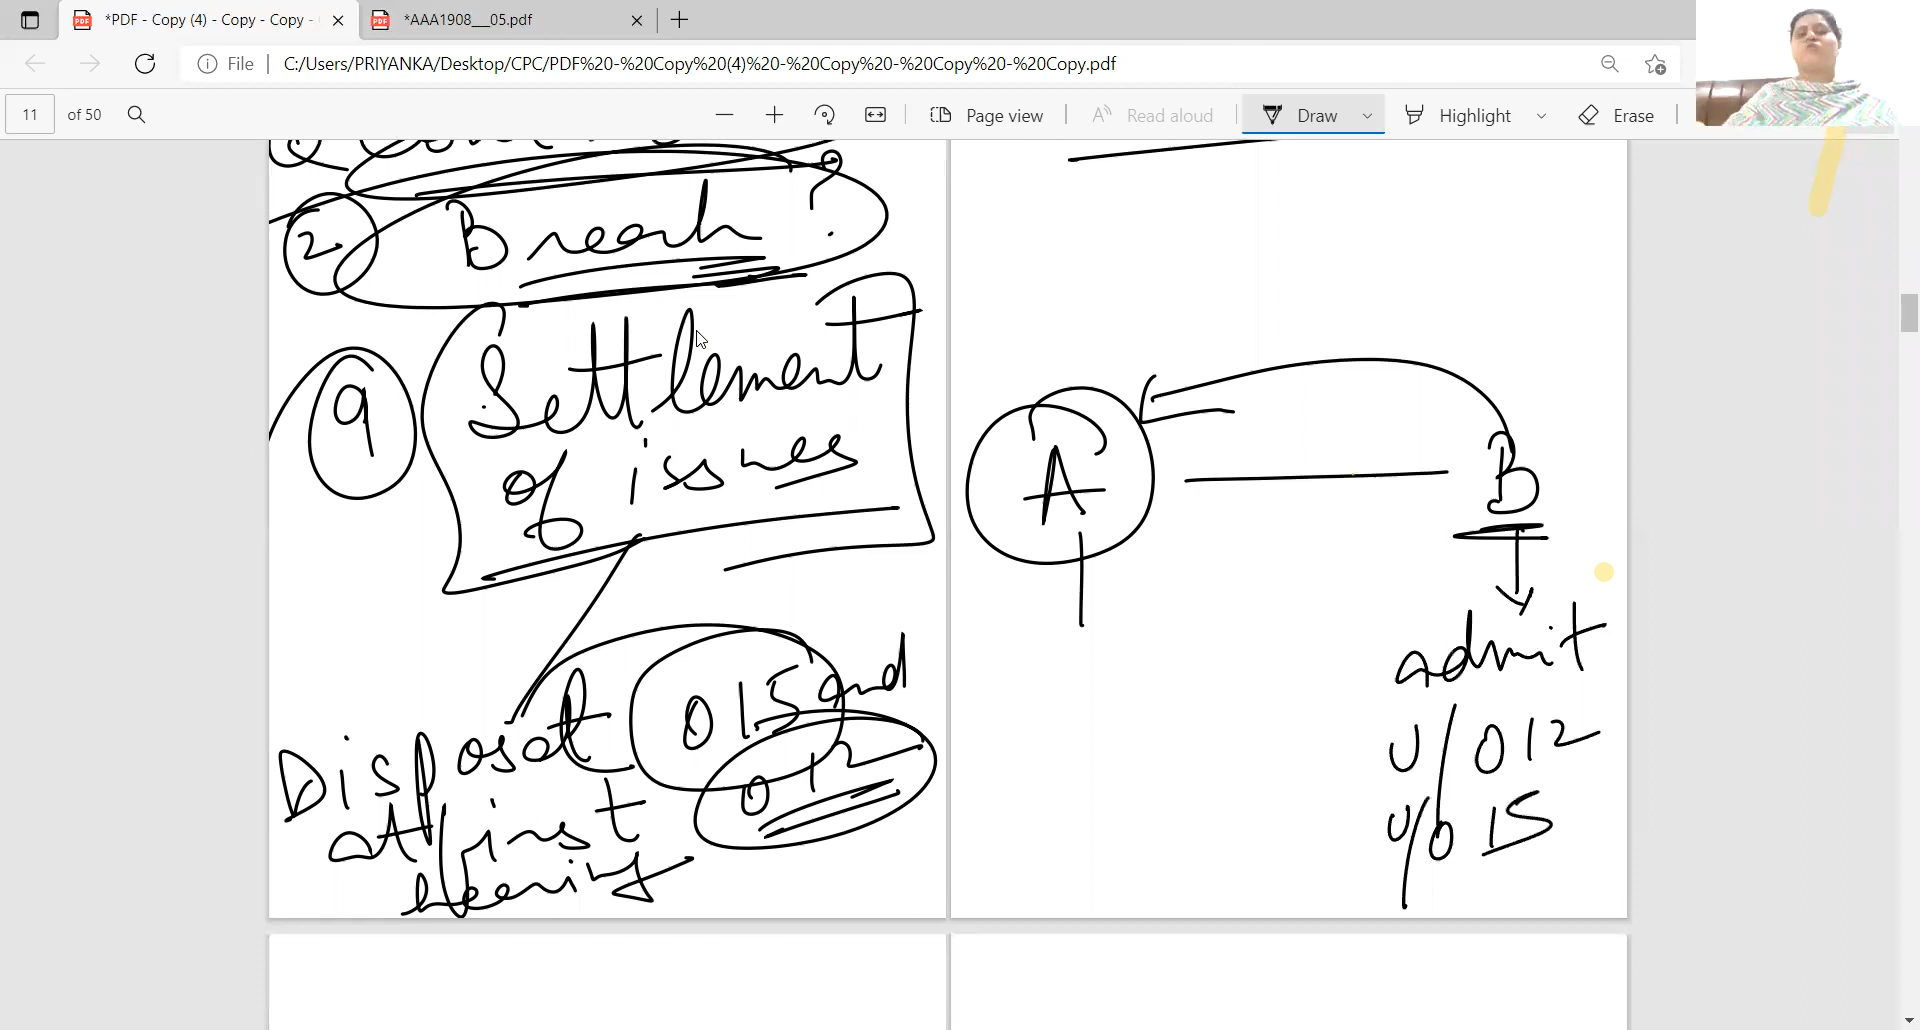 *PDF - Copy (4) - Copy - Copy -
*AAA1908___05.pdf
File
C:/Users/PRIYANKA/Desktop/CPC/PDF%20-%20Copy%20(4)%20-%20Copy%20-%20Copy%20-%20Copy.pdf
11 of 50
Page view
Read aloud
Draw
Highlight
Erase
2 Breach ?
9 Settlement
of issues
Disposal O 15 and
at first O 12
hearing
A
B
admit
U/O 12
U/O 15